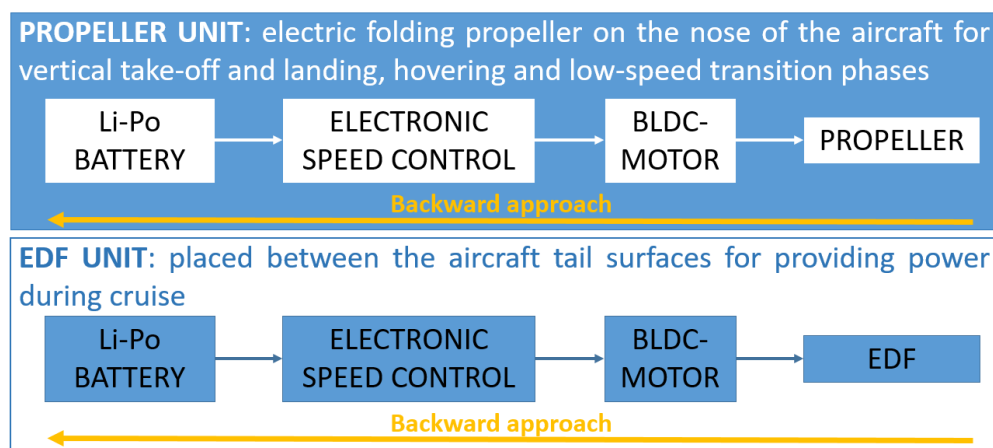 PROPELLER UNIT: electric folding propeller on the nose of the aircraft for
vertical take-off and landing, hovering and low-speed transition phases
Li-Po
BATTERY
ELECTRONIC
SPEED CONTROL
BLDC-
MOTOR
PROPELLER
Backward approach
EDF UNIT: placed between the aircraft tail surfaces for providing power
during cruise
Li-Po
BATTERY
ELECTRONIC
SPEED CONTROL
BLDC-
MOTOR
EDF
Backward approach